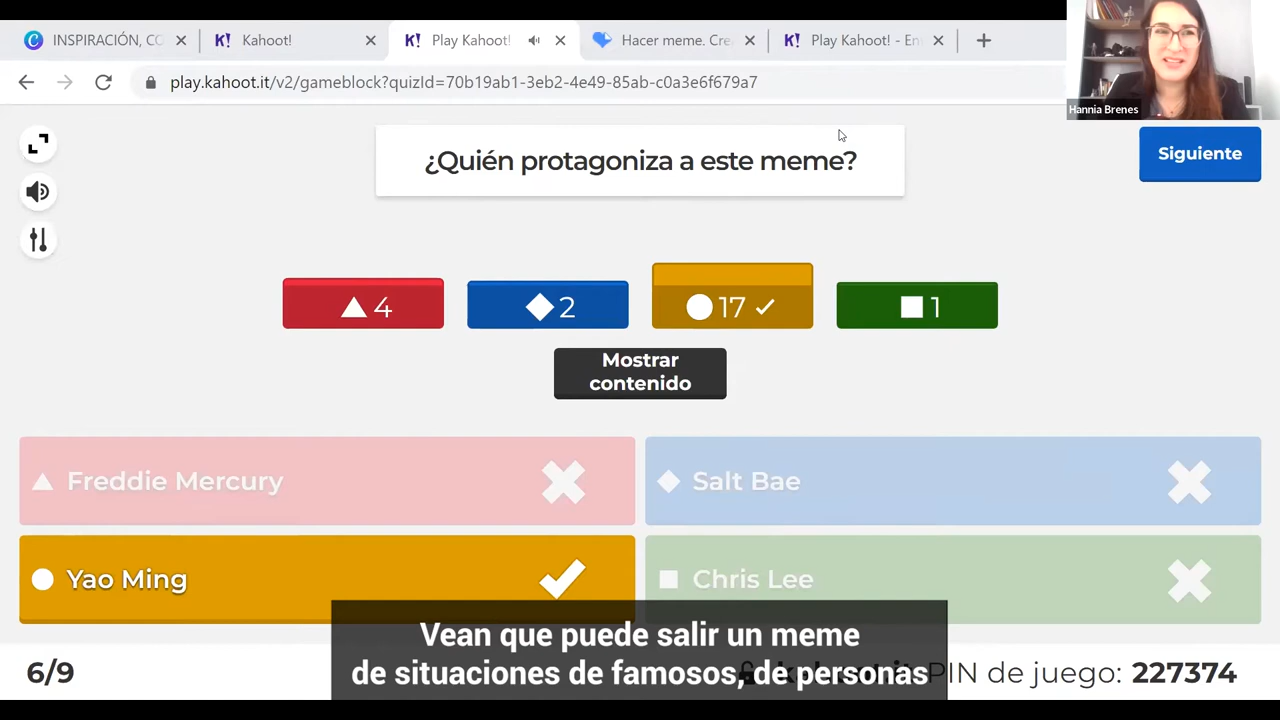 INSPIRACIÓN, CO
Kahoot!
Play Kahoot!
Hacer meme. Cre
Play Kahoot! - En
play.kahoot.it/v2/gameblock?quizId=70b19ab1-3eb2-4e49-85ab-c0a3e6f679a7
Hannia Brenes
¿Quién protagoniza a este meme?
Siguiente
4
2
17
1
Mostrar
contenido
Freddie Mercury
Salt Bae
Yao Ming
Chris Lee
Vean que puede salir un meme
de situaciones de famosos, de personas
6/9
PIN de juego: 227374